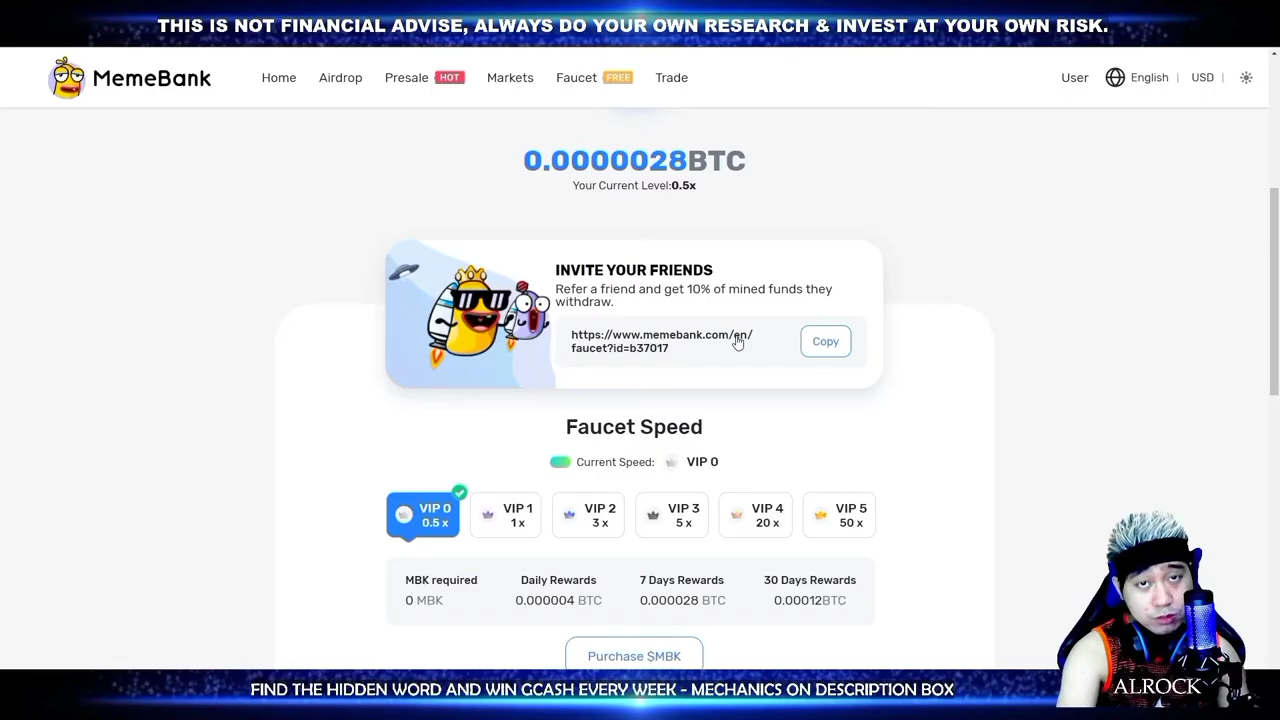 THIS IS NOT FINANCIAL ADVISE, ALWAYS DO YOUR OWN RESEARCH & INVEST AT YOUR OWN RISK.
MemeBank Home Airdrop Presale HOT Markets Faucet FREE Trade User English | USD |
0.0000028BTC
Your Current Level:0.5x
INVITE YOUR FRIENDS
Refer a friend and get 10% of mined funds they
withdraw.
https://www.memebank.com/en/
faucet?id=b37017
Copy
Faucet Speed
Current Speed: VIP 0
VIP 0 VIP 1 VIP 2 VIP 3 VIP 4 VIP 5
0.5 x 1 x 3 x 5 x 20 x 50 x
MBK required Daily Rewards 7 Days Rewards 30 Days Rewards
0 MBK 0.000004 BTC 0.000028 BTC 0.00012BTC
Purchase $MBK
ALROCK
FIND THE HIDDEN WORD AND WIN GCASH EVERY WEEK - MECHANICS ON DESCRIPTION BOX